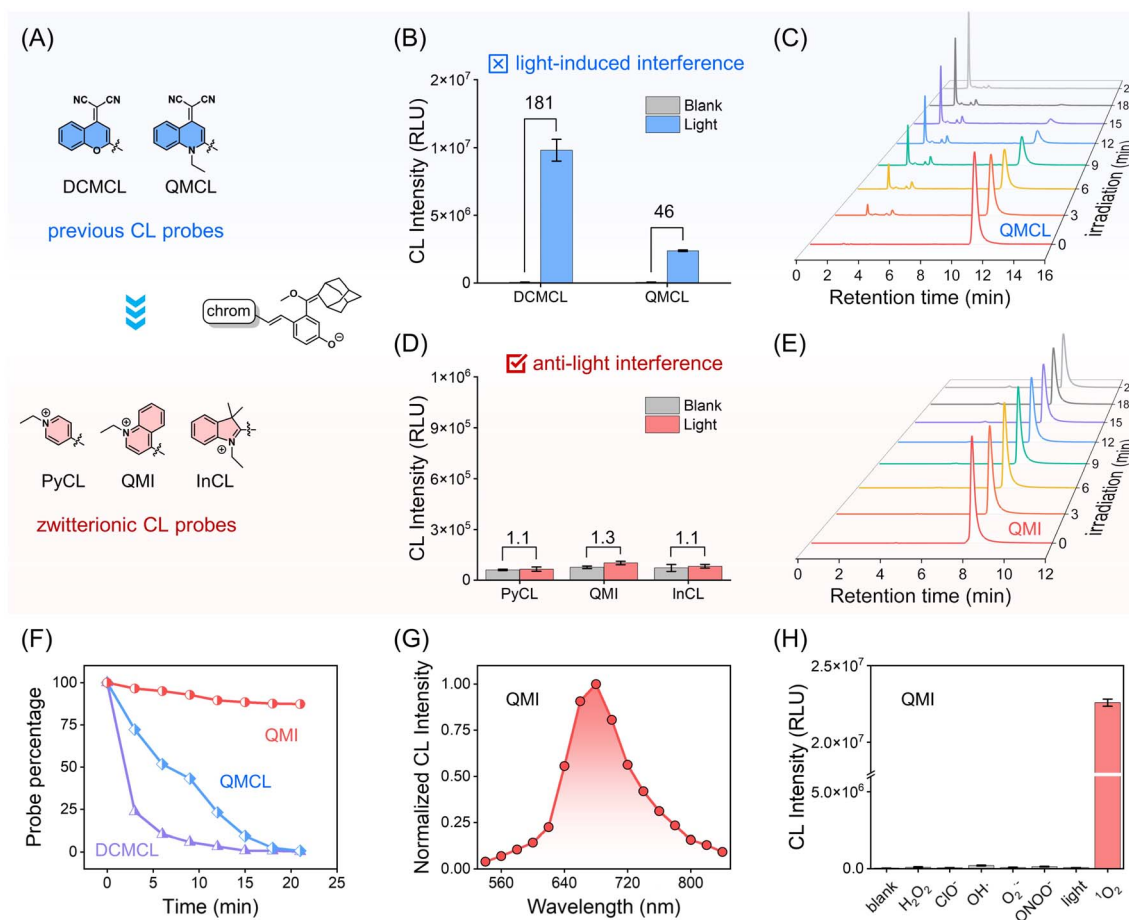 (A)
NC CN
NC CN
O
N
DCMCL
QMCL
previous CL probes
chrom
O
O⊖
N
N
N
PyCL
QMI
InCL
zwitterionic CL probes
(B)
light-induced interference
2×10⁷
1×10⁷
5×10⁶
0
CL Intensity (RLU)
Blank
Light
181
46
DCMCL
QMCL
(C)
18
15
12
9
6
3
0
irradiation (min)
QMCL
0 2 4 6 8 10 12 14 16
Retention time (min)
(D)
anti-light interference
1×10⁶
9×10⁵
6×10⁵
3×10⁵
0
CL Intensity (RLU)
Blank
Light
1.1
1.3
1.1
PyCL
QMI
InCL
(E)
18
15
12
9
6
3
0
irradiation (min)
QMI
0 2 4 6 8 10 12
Retention time (min)
(F)
100
75
50
25
0
Probe percentage
QMI
QMCL
DCMCL
0 5 10 15 20 25
Time (min)
(G)
QMI
1.00
0.75
0.50
0.25
0.00
Normalized CL Intensity
560 640 720 800
Wavelength (nm)
(H)
QMI
2.5×10⁷
2.0×10⁷
5.0×10⁶
0.0
CL Intensity (RLU)
blank
H₂O₂
ClO⁻
OH·
O₂·⁻
ONOO⁻
light
¹O₂